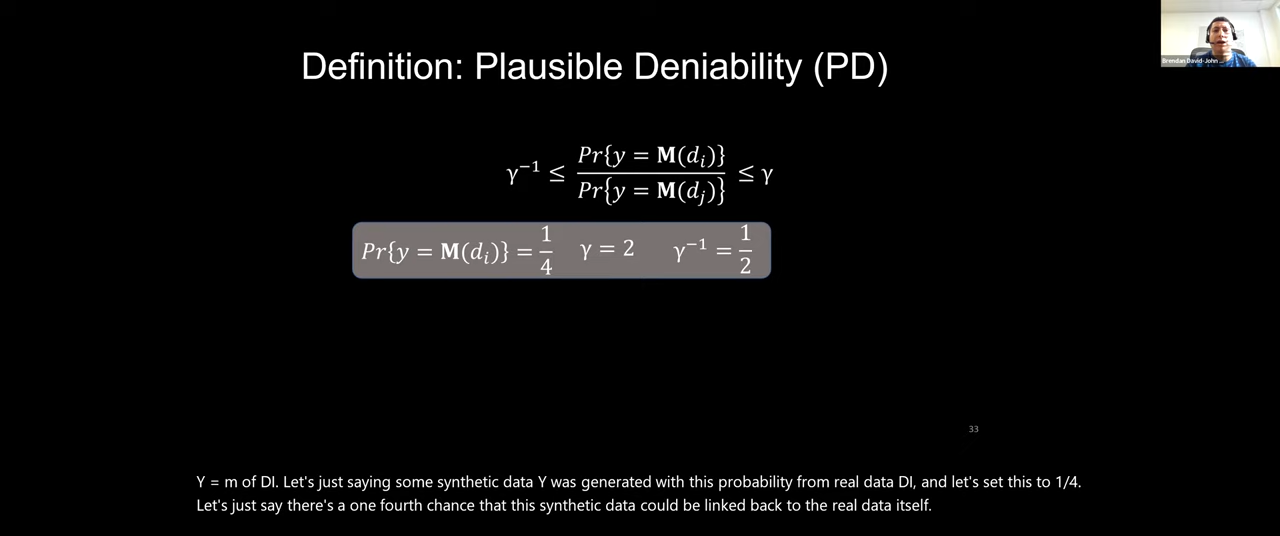 Definition: Plausible Deniability (PD)
Brendan David-John ...
γ⁻¹ ≤ Pr{y = M(dᵢ)} / Pr{y = M(dⱼ)} ≤ γ
Pr{y = M(dᵢ)} = 1/4 γ = 2 γ⁻¹ = 1/2
33
Y = m of DI. Let's just saying some synthetic data Y was generated with this probability from real data DI, and let's set this to 1/4.
Let's just say there's a one fourth chance that this synthetic data could be linked back to the real data itself.